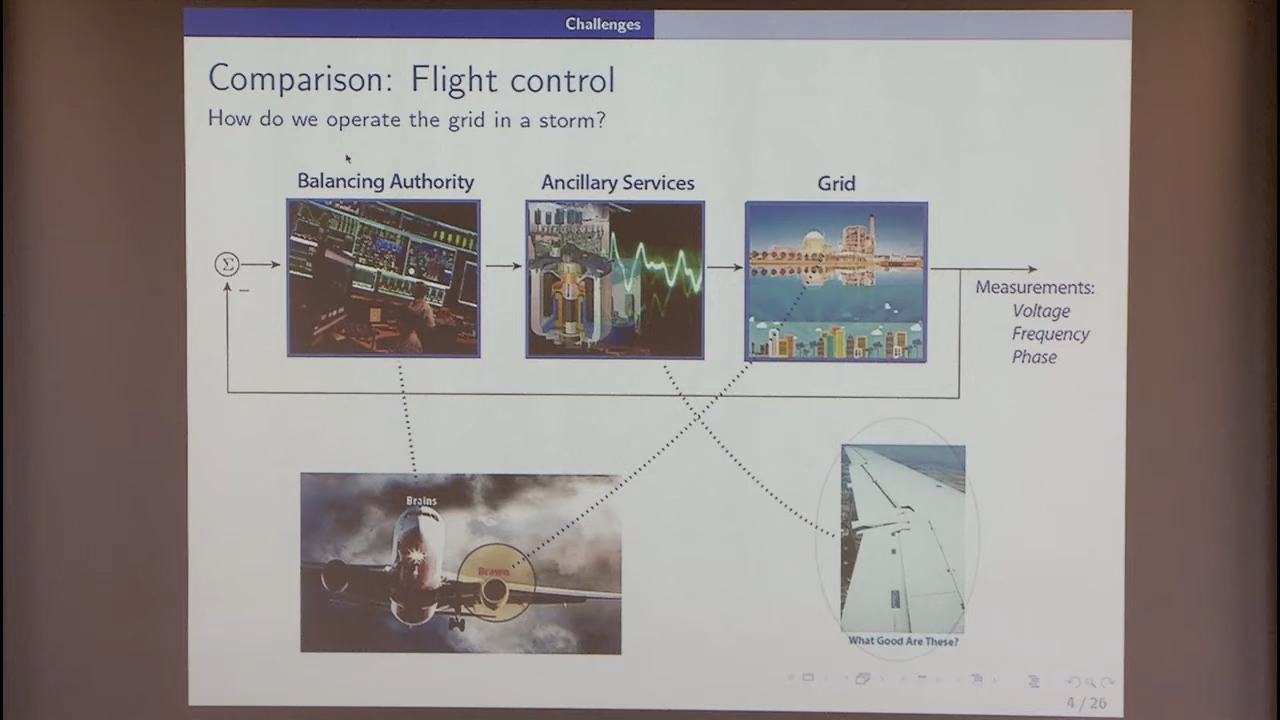 Challenges
Comparison: Flight control
How do we operate the grid in a storm?
Balancing Authority
Ancillary Services
Grid
Σ
−
Measurements:
Voltage
Frequency
Phase
Brains
Brawn
What Good Are These?
4 / 26